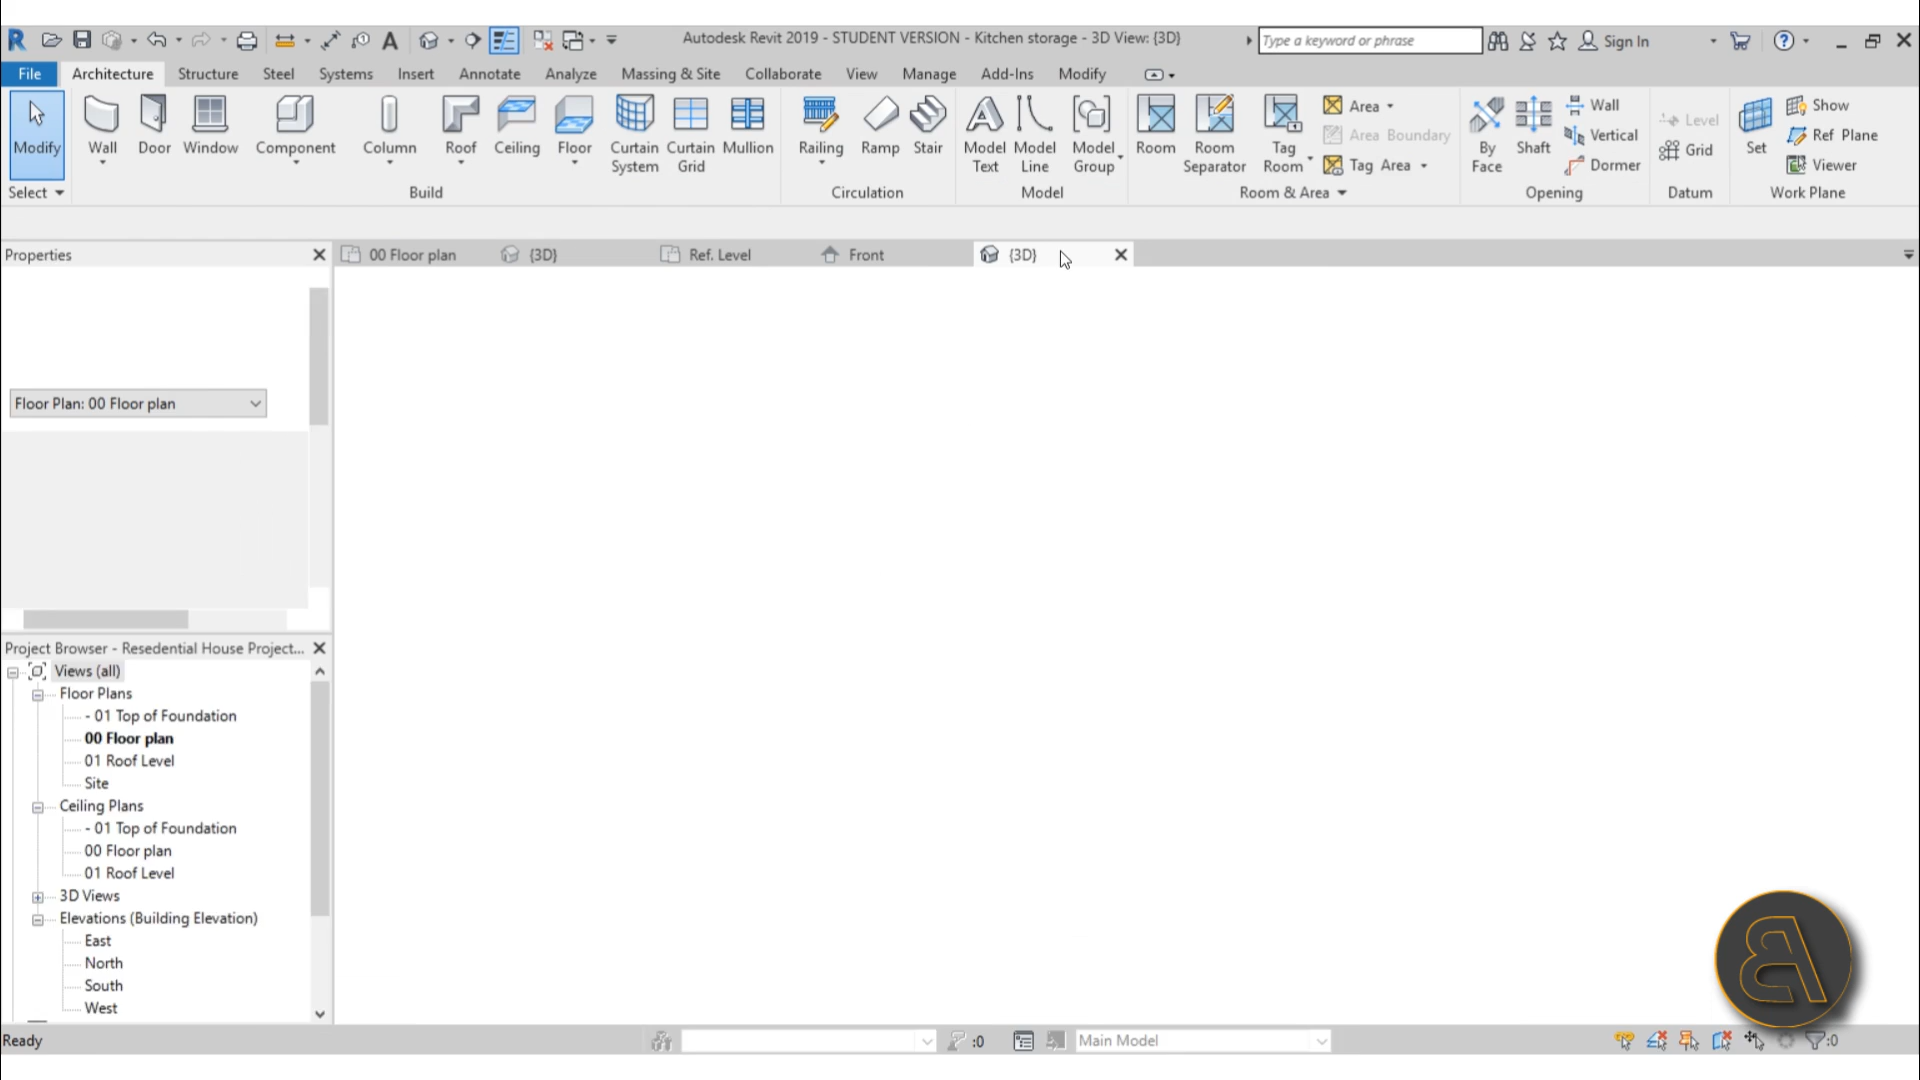 Autodesk Revit 2019 - STUDENT VERSION - Kitchen storage - 3D View: {3D}
Type a keyword or phrase
Sign In
File Architecture Structure Steel Systems Insert Annotate Analyze Massing & Site Collaborate View Manage Add-Ins Modify
Modify Wall Door Window Component Column Roof Ceiling Floor Curtain System Curtain Grid Mullion Railing Ramp Stair Model Text Model Line Model Group Room Room Separator Tag Room
Area
Area Boundary
Tag Area
By Face Shaft
Wall
Vertical
Dormer
Level
Grid
Set
Show
Ref Plane
Viewer
Select Build Circulation Model Room & Area Opening Datum Work Plane
Properties
00 Floor plan {3D} Ref. Level Front {3D}
Floor Plan: 00 Floor plan
Project Browser - Resedential House Project...
Views (all)
Floor Plans
- 01 Top of Foundation
00 Floor plan
01 Roof Level
Site
Ceiling Plans
- 01 Top of Foundation
00 Floor plan
01 Roof Level
3D Views
Elevations (Building Elevation)
East
North
South
West
Ready :0 Main Model :0